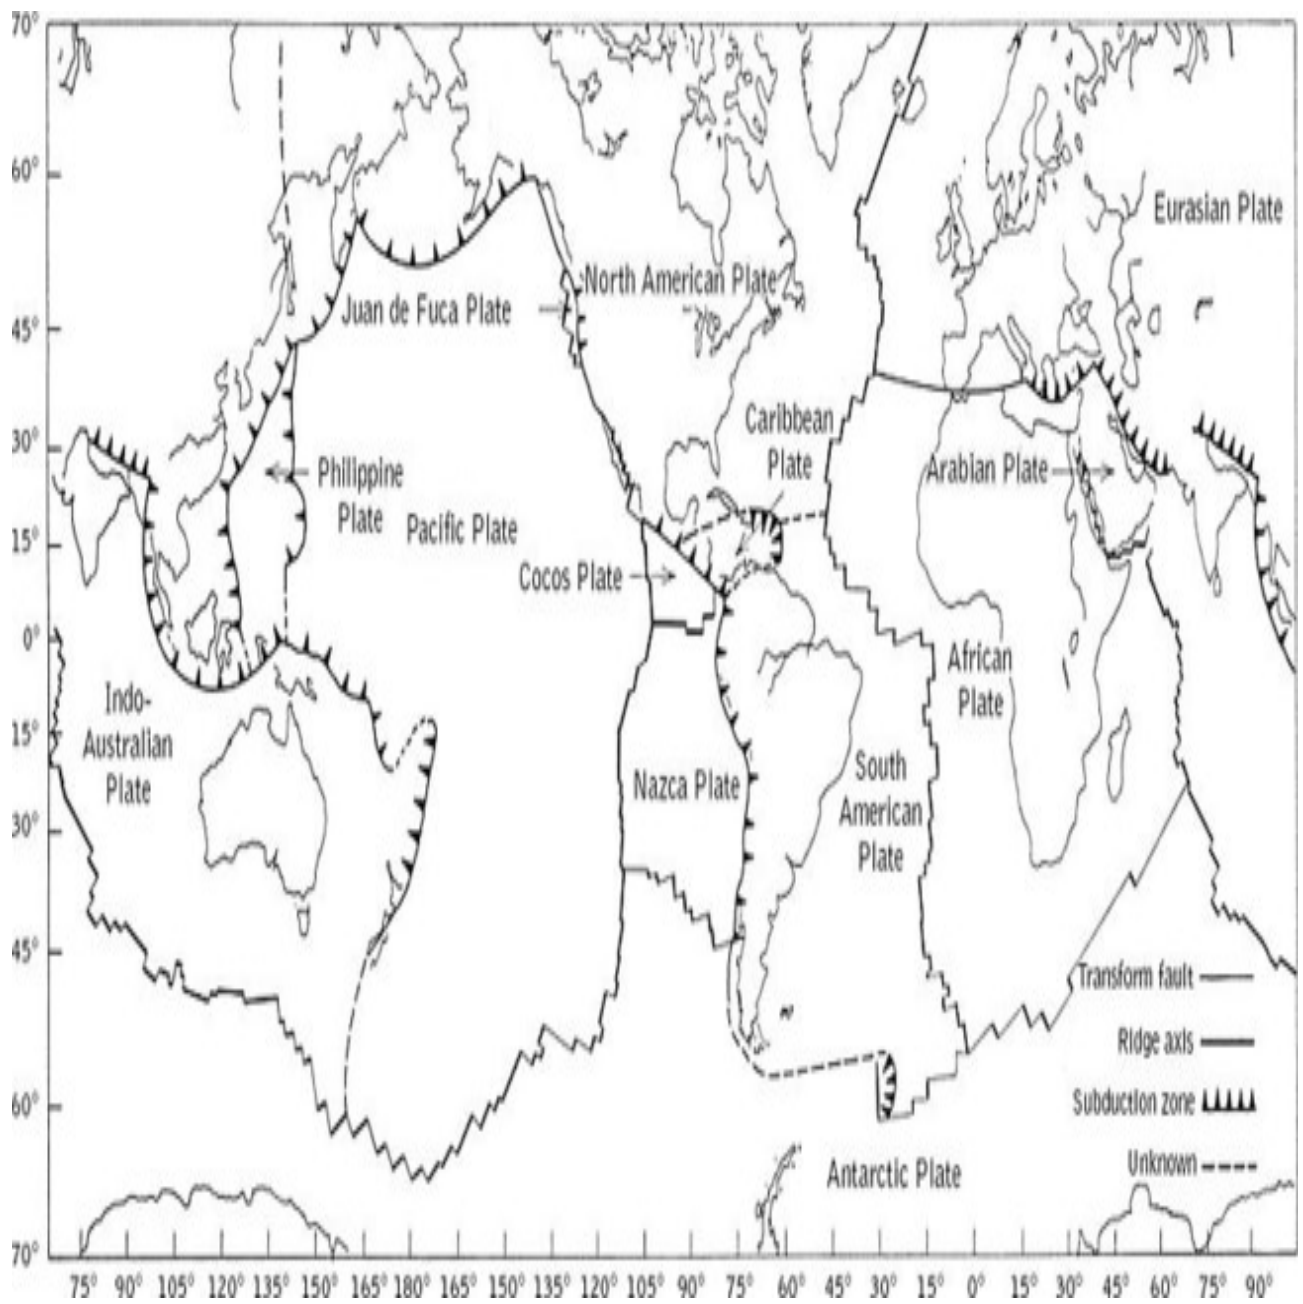 70°
60°
Eurasian Plate
North American Plate
Juan de Fuca Plate
45°
Caribbean
Plate
30°
Arabian Plate
Philippine
Plate
Pacific Plate
15°
Cocos Plate
0°
African
Plate
Indo-
Australian
Plate
15°
South
American
Plate
Nazca Plate
30°
45°
Transform fault
Ridge axis
Subduction zone
60°
Unknown
Antarctic Plate
70°
75° 90° 105° 120° 135° 150° 165° 180° 165° 150° 135° 120° 105° 90° 75° 60° 45° 30° 15° 0° 15° 30° 45° 60° 75° 90°